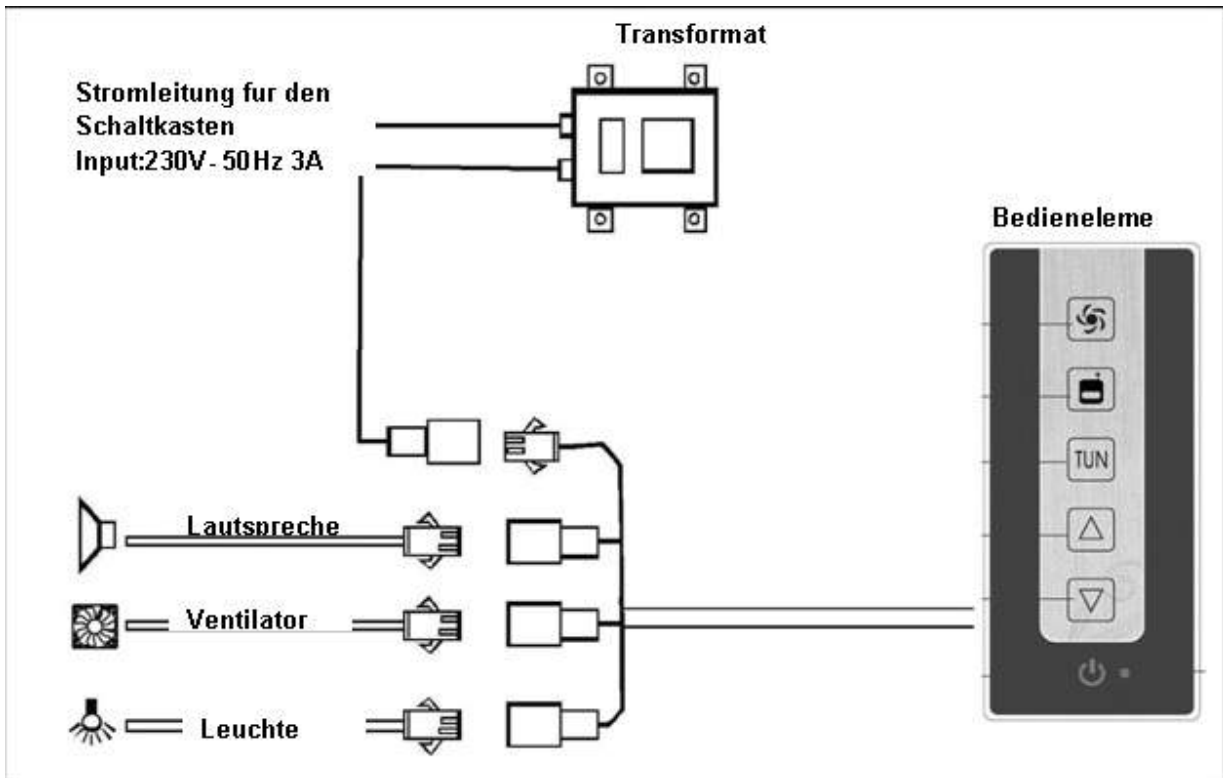 Transformat
Stromleitung fur den
Schaltkasten
Input:230V- 50Hz 3A
Bedieneleme
TUN
Lautspreche
Ventilator
Leuchte